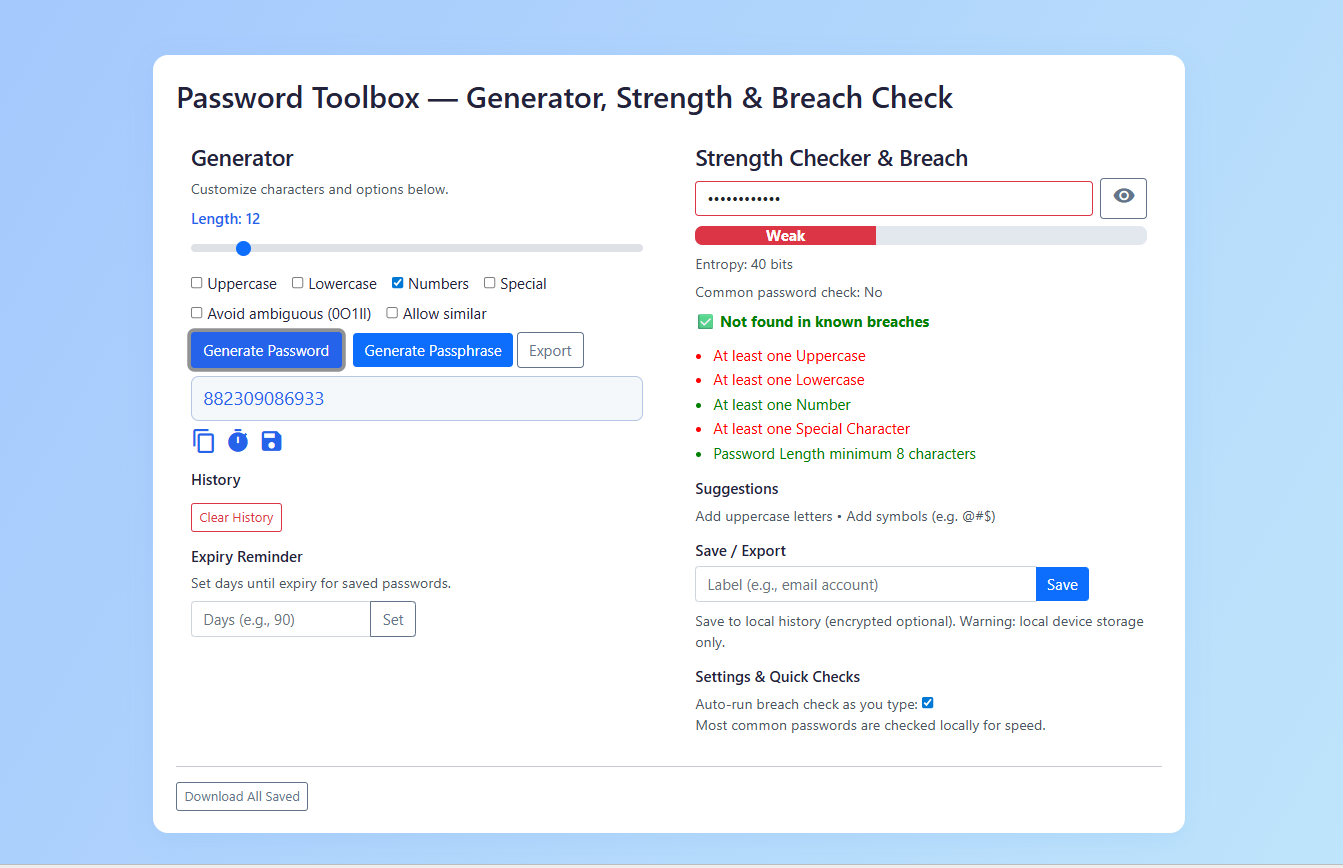 Password Toolbox — Generator, Strength & Breach Check
Generator
Customize characters and options below.
Length: 12
Uppercase Lowercase Numbers Special
Avoid ambiguous (0O1lI) Allow similar
Generate Password Generate Passphrase Export
882309086933
History
Clear History
Expiry Reminder
Set days until expiry for saved passwords.
Days (e.g., 90) Set
Strength Checker & Breach
••••••••••••
Weak
Entropy: 40 bits
Common password check: No
✅ Not found in known breaches
• At least one Uppercase
• At least one Lowercase
• At least one Number
• At least one Special Character
• Password Length minimum 8 characters
Suggestions
Add uppercase letters • Add symbols (e.g. @#$)
Save / Export
Label (e.g., email account) Save
Save to local history (encrypted optional). Warning: local device storage
only.
Settings & Quick Checks
Auto-run breach check as you type:
Most common passwords are checked locally for speed.
Download All Saved